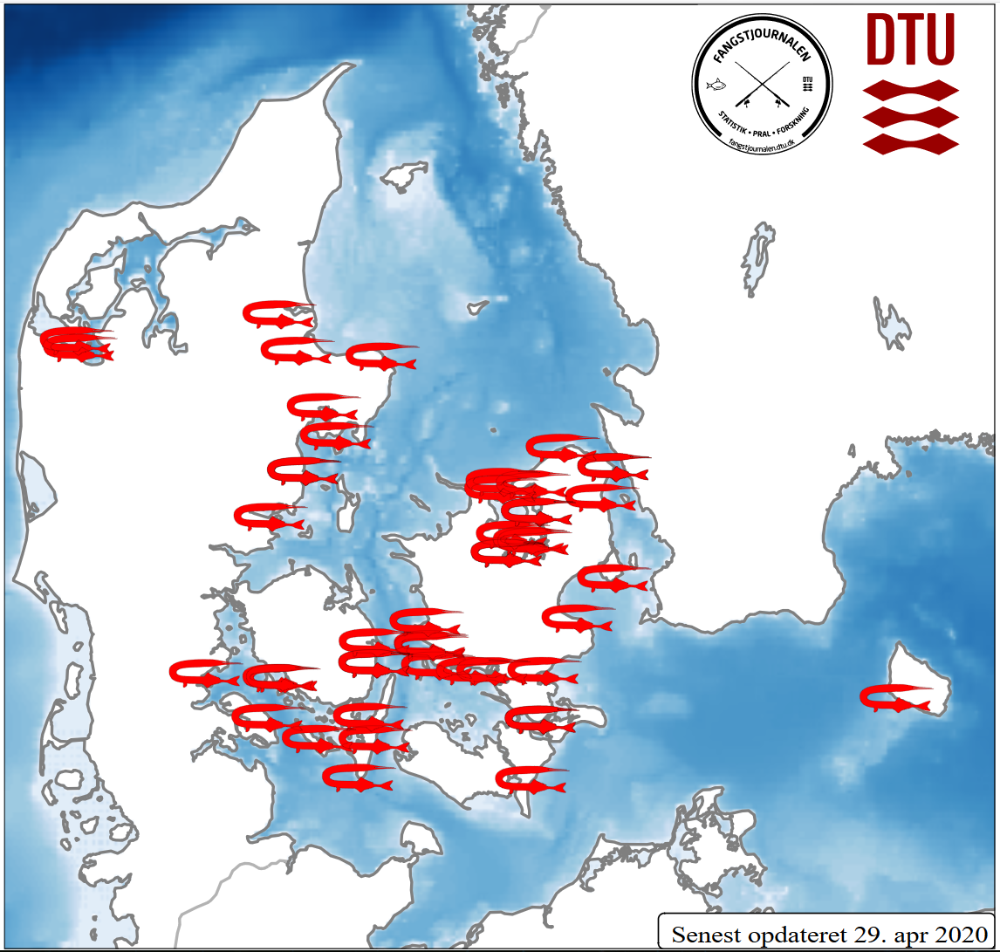 FANGSTJOURNALEN
DTU
STATISTIK • PRAL • FORSKNING
fangstjournalen.dtu.dk
DTU
Senest opdateret 29. apr 2020